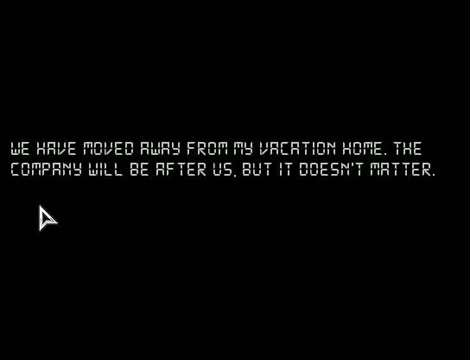 WE HAVE MOVED AWAY FROM MY VACATION HOME. THE
COMPANY WILL BE AFTER US, BUT IT DOESN'T MATTER.